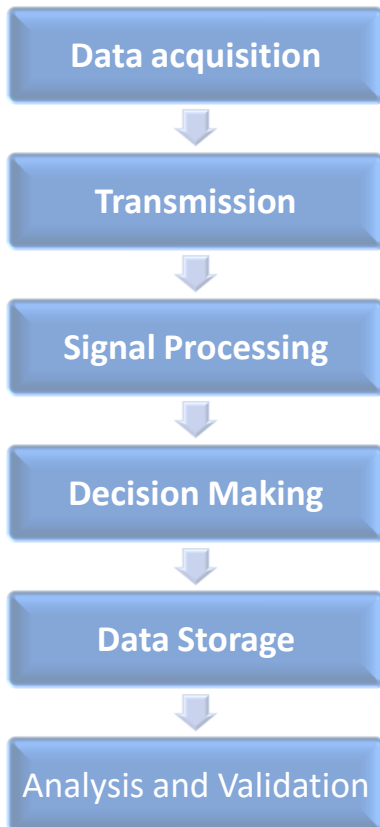 Data acquisition
Transmission
Signal Processing
Decision Making
Data Storage
Analysis and Validation